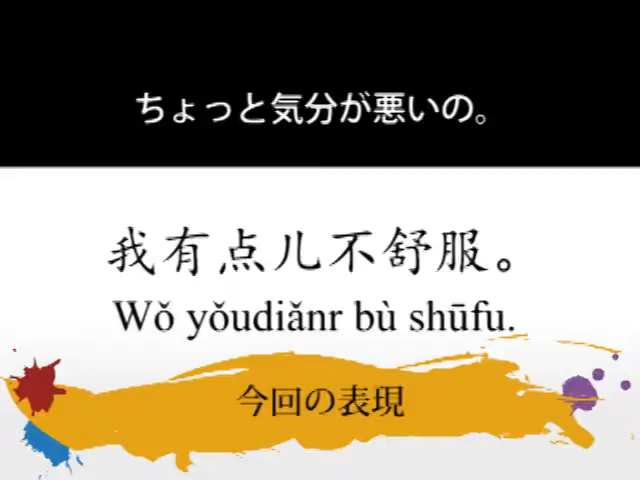 ちょっと気分が悪いの。
我有点儿不舒服。
Wǒ yǒudiǎnr bù shūfu.
今回の表現